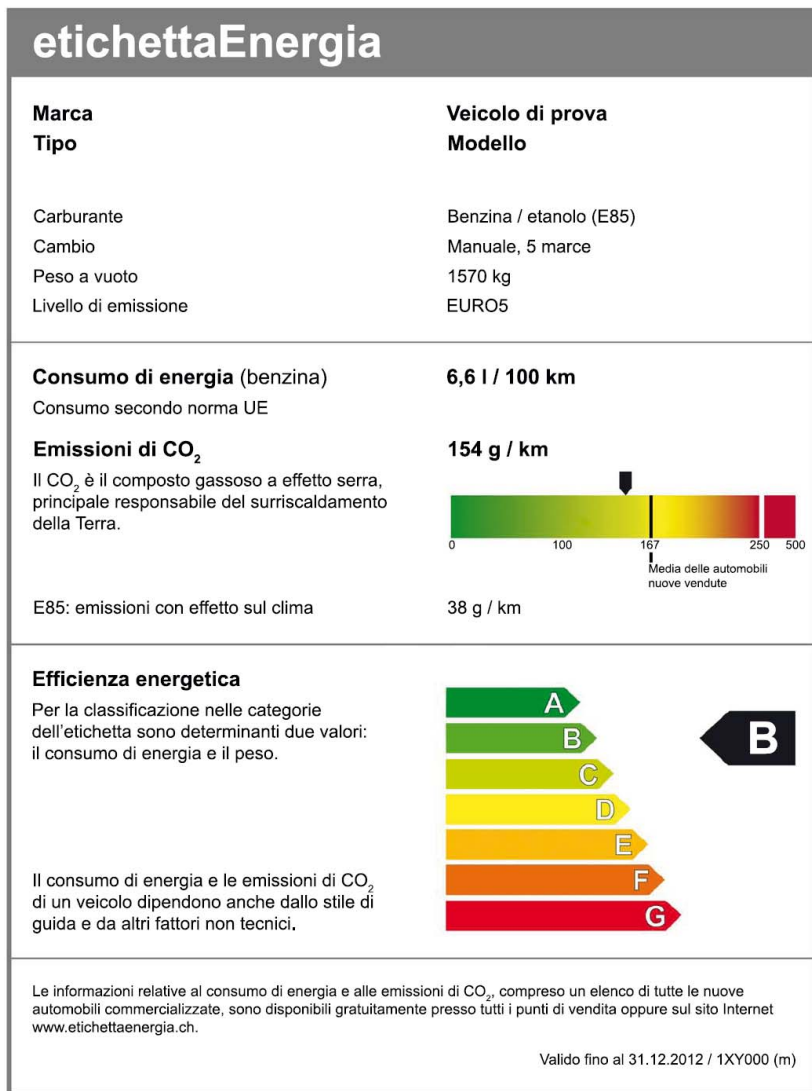 etichettaEnergia
Marca Veicolo di prova
Tipo Modello
Carburante Benzina / etanolo (E85)
Cambio Manuale, 5 marce
Peso a vuoto 1570 kg
Livello di emissione EURO5
Consumo di energia (benzina) 6,6 l / 100 km
Consumo secondo norma UE
Emissioni di CO₂ 154 g / km
Il CO₂ è il composto gassoso a effetto serra,
principale responsabile del surriscaldamento
della Terra.
0 100 167 250 500
Media delle automobili
nuove vendute
E85: emissioni con effetto sul clima 38 g / km
Efficienza energetica
Per la classificazione nelle categorie
dell'etichetta sono determinanti due valori:
il consumo di energia e il peso.
A
B B
C
D
E
F
G
Il consumo di energia e le emissioni di CO₂
di un veicolo dipendono anche dallo stile di
guida e da altri fattori non tecnici.
Le informazioni relative al consumo di energia e alle emissioni di CO₂, compreso un elenco di tutte le nuove
automobili commercializzate, sono disponibili gratuitamente presso tutti i punti di vendita oppure sul sito Internet
www.etichettaenergia.ch.
Valido fino al 31.12.2012 / 1XY000 (m)